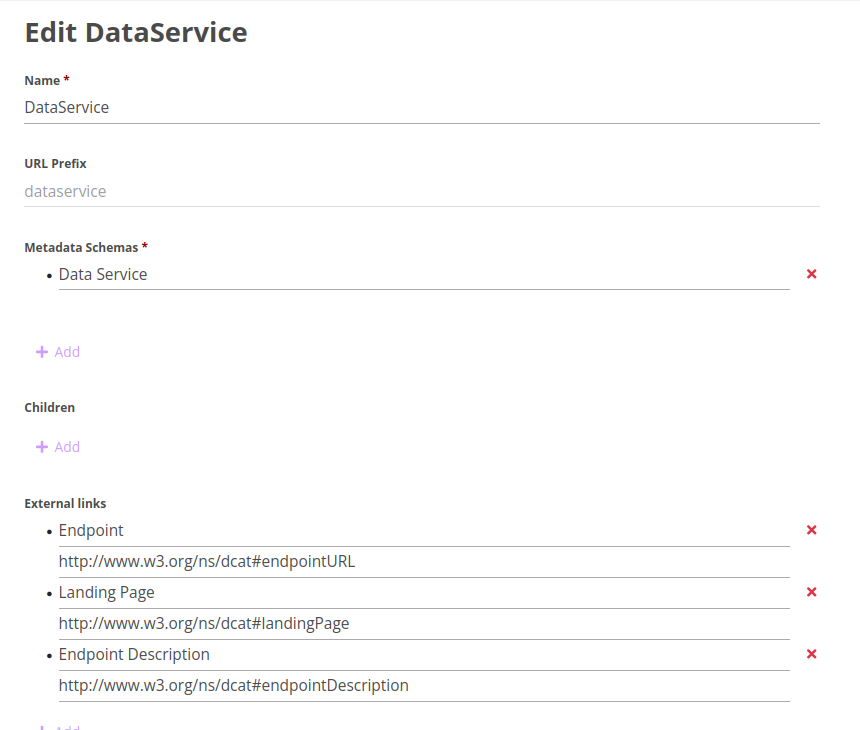 Edit DataService
Name *
DataService
URL Prefix
dataservice
Metadata Schemas *
Data Service
Add
Children
Add
External links
Endpoint
http://www.w3.org/ns/dcat#endpointURL
Landing Page
http://www.w3.org/ns/dcat#landingPage
Endpoint Description
http://www.w3.org/ns/dcat#endpointDescription
Add